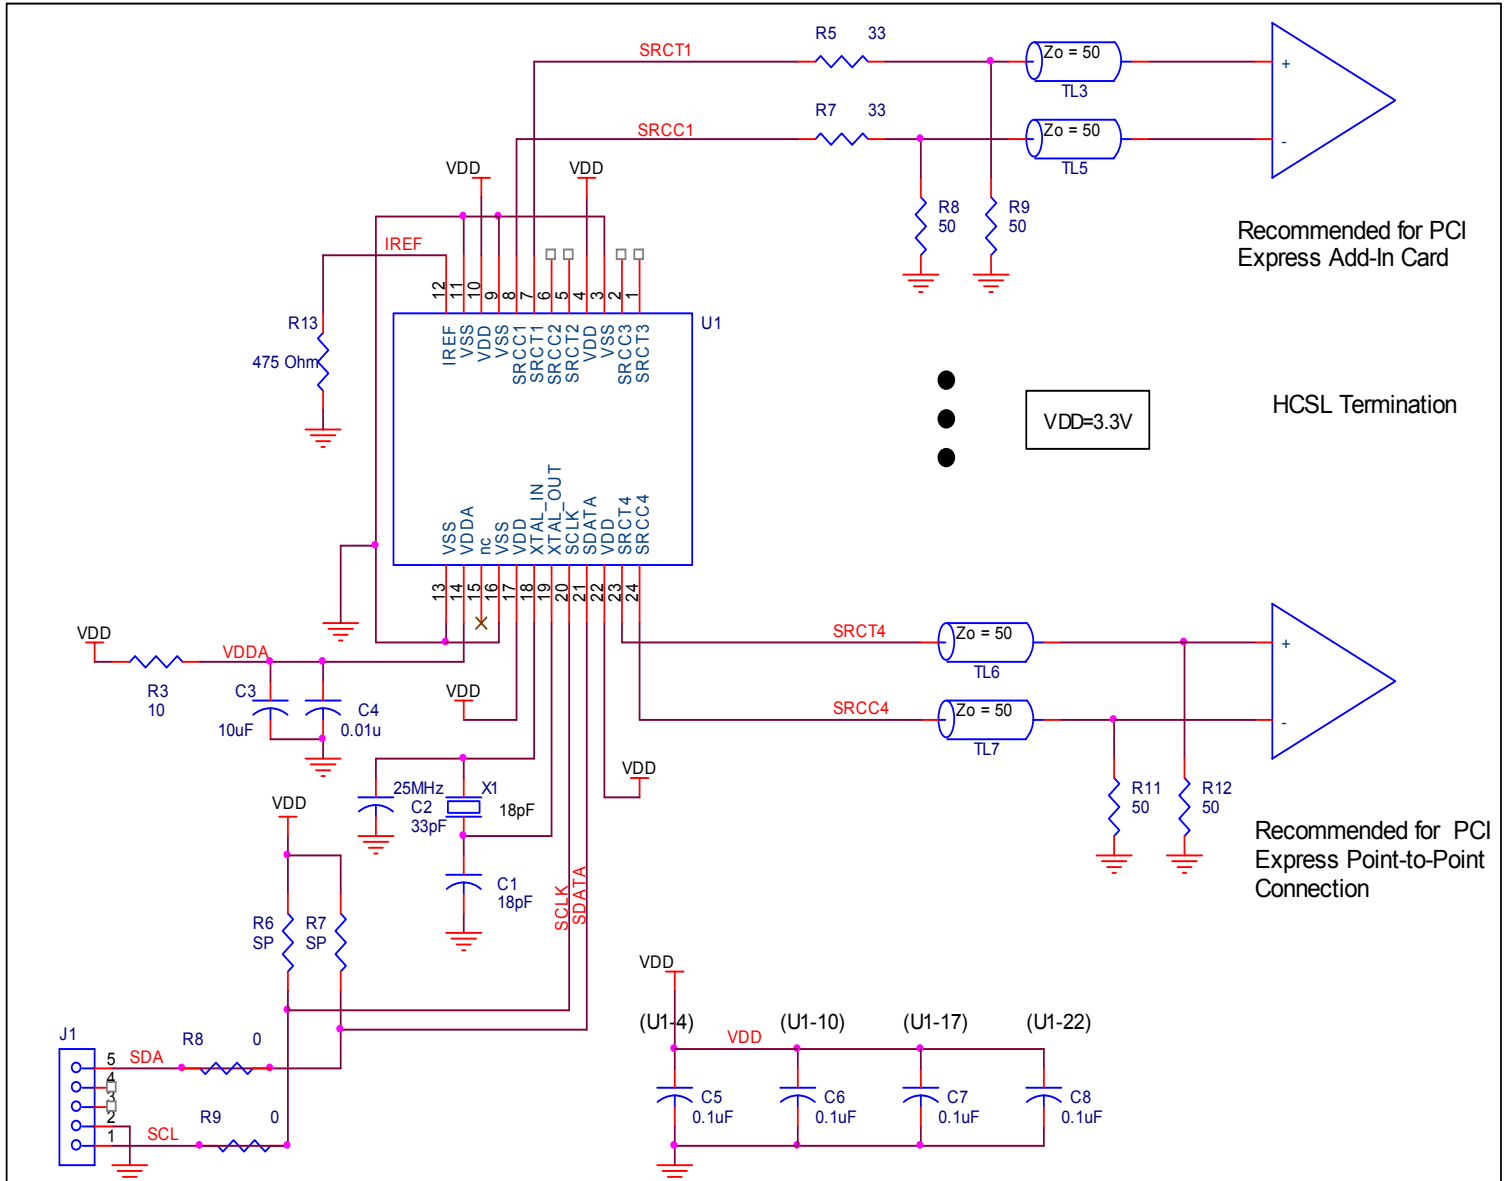 R5 33
SRCT1
Zo = 50
TL3
+
R7 33
SRCC1
Zo = 50
TL5
-
VDD
VDD
R8
50
R9
50
Recommended for PCI
Express Add-In Card
IREF
12
11
10
9
8
7
6
5
4
3
2
1
R13
475 Ohm
U1
IREF
VSS
VDD
VSS
SRCC1
SRCT1
SRCC2
SRCT2
VDD
VSS
SRCC3
SRCT3
VDD=3.3V
HCSL Termination
VSS
VDDA
nc
VSS
VDD
XTAL_IN
XTAL_OUT
SCLK
SDATA
VDD
SRCT4
SRCC4
13
14
15
16
17
18
19
20
21
22
23
24
VDD
VDDA
R3
10
C3
10uF
C4
0.01u
VDD
SRCT4
Zo = 50
TL6
+
SRCC4
Zo = 50
TL7
-
VDD
R11
50
R12
50
Recommended for PCI
Express Point-to-Point
Connection
25MHz
X1
C2
33pF
18pF
C1
18pF
VDD
R6
SP
R7
SP
SCLK
SDATA
VDD
(U1-4) (U1-10) (U1-17) (U1-22)
VDD
C5
0.1uF
C6
0.1uF
C7
0.1uF
C8
0.1uF
J1
R8 0
5 SDA
4
3
2
R9 0
1 SCL